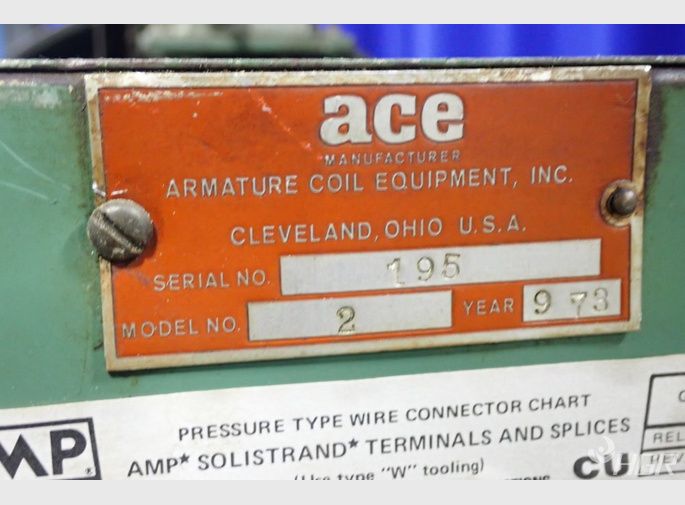 ace
MANUFACTURER
ARMATURE COIL EQUIPMENT, INC.
CLEVELAND, OHIO U.S.A.
SERIAL NO. 195
MODEL NO. 2 YEAR 9 73
PRESSURE TYPE WIRE CONNECTOR CHART
AMP* SOLISTRAND* TERMINALS AND SPLICES
(Use type "W" tooling)
CU
HGR